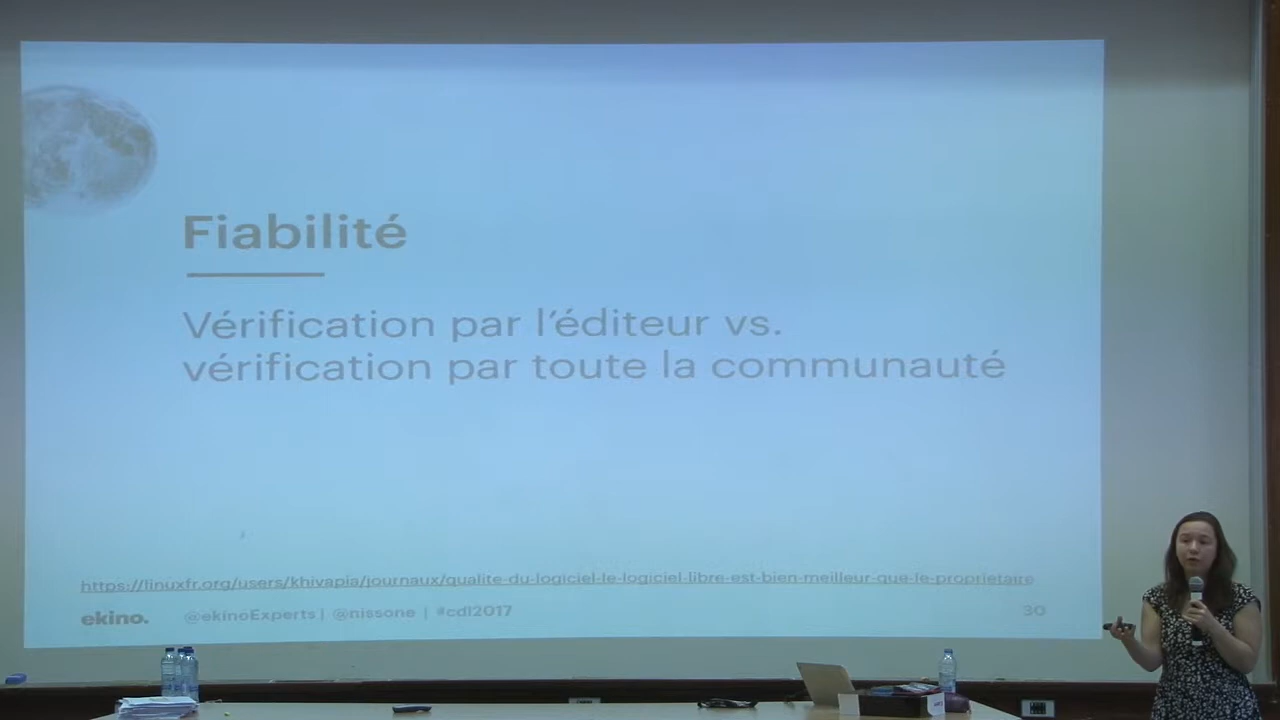 Fiabilité
Vérification par l'éditeur vs.
vérification par toute la communauté
https://linuxfr.org/users/khivapia/journaux/qualite-du-logiciel-le-logiciel-libre-est-bien-meilleur-que-le-proprietaire
ekino. @ekinoExperts | @nissone | #cdl2017 30